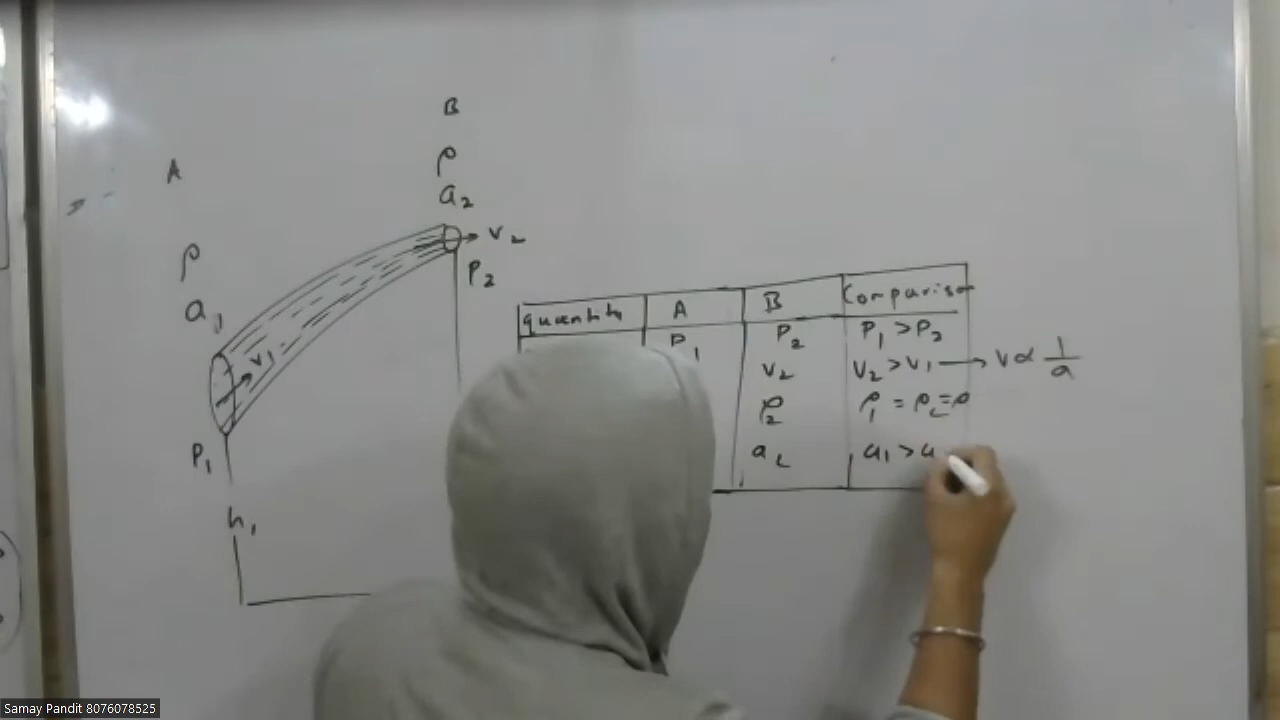 B
A
ρ
a₂
v₂
ρ
P₂
a₁
v₁
P₁
h₁
quantity A B Comparison
P₁ P₂ P₁ > P₂
v₂ v₂ > v₁ → v ∝ 1/a
ρ₂ ρ₁ = ρ₂ = ρ
a₂ a₁ > a
Samay Pandit 8076078525